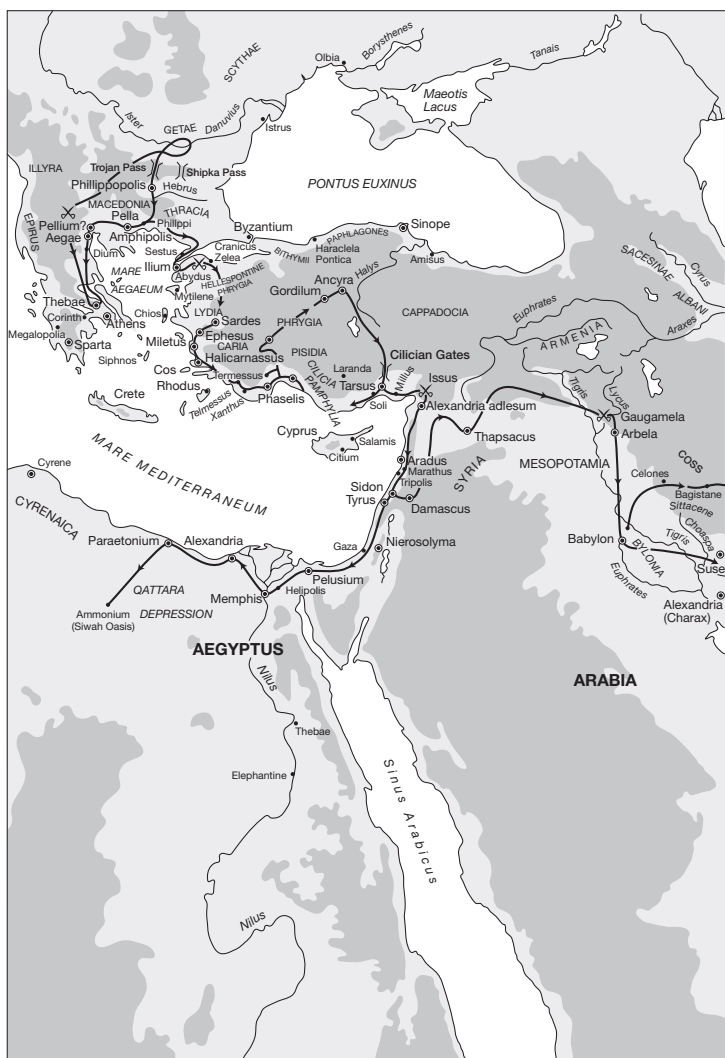 Olbia
Borysthenes
Tanais
SCYTHAE
Maeotis
Lacus
Ister
GETAE
Danuvius
Istrus
ILLYRA
Trojan Pass
Shipka Pass
Phillippopolis
Hebrus
PONTUS EUXINUS
MACEDONIA
THRACIA
Pella
Philippi
Pellium?
EPIRUS
Aegae
Amphipolis
Byzantium
Sinope
PAPHLAGONES
Dium
Sestus
Cranicus
Zelea
BITHYMII
Haraclela
Pontica
Amisus
Ilium
Abydus
MARE
AEGAEUM
Mytilene
HELLESPONTINE
PHRYGIA
Ancyra
Halys
Gordilum
SACESINAE
Cyrus
ALBANI
Thebae
Corinth
Chios
LYDIA
Sardes
PHRYGIA
CAPPADOCIA
Euphrates
Araxes
ARMENIA
Megalopolia
Athens
Sparta
Siphnos
Ephesus
Miletus
CARIA
Halicarnassus
PISIDIA
Cilician Gates
Cos
Clermessus
CILICIA
Laranda
Tarsus
Millus
Issus
Tigris
Lycus
Crete
Rhodus
Telmessus
Xanthus
Phaselis
PAMPHYLIA
Soli
Alexandria adlesum
Gaugamela
Arbela
Cyprus
Salamis
Citium
Thapsacus
MARE MEDITERRANEUM
Aradus
Marathus
Tripolis
SYRIA
MESOPOTAMIA
COSS
Celones
Bagistane
Sittacene
Cyrene
Sidon
Tyrus
Damascus
CYRENAICA
Paraetonium
Alexandria
Gaza
Nierosolyma
Babylon
BYLONIA
Tigris
Choaspa
Suse
Euphrates
QATTARA
DEPRESSION
Pelusium
Memphis
Helipolis
Ammonium
(Siwah Oasis)
Alexandria
(Charax)
AEGYPTUS
ARABIA
Nilus
Thebae
Elephantine
Sinus Arabicus
Nilus